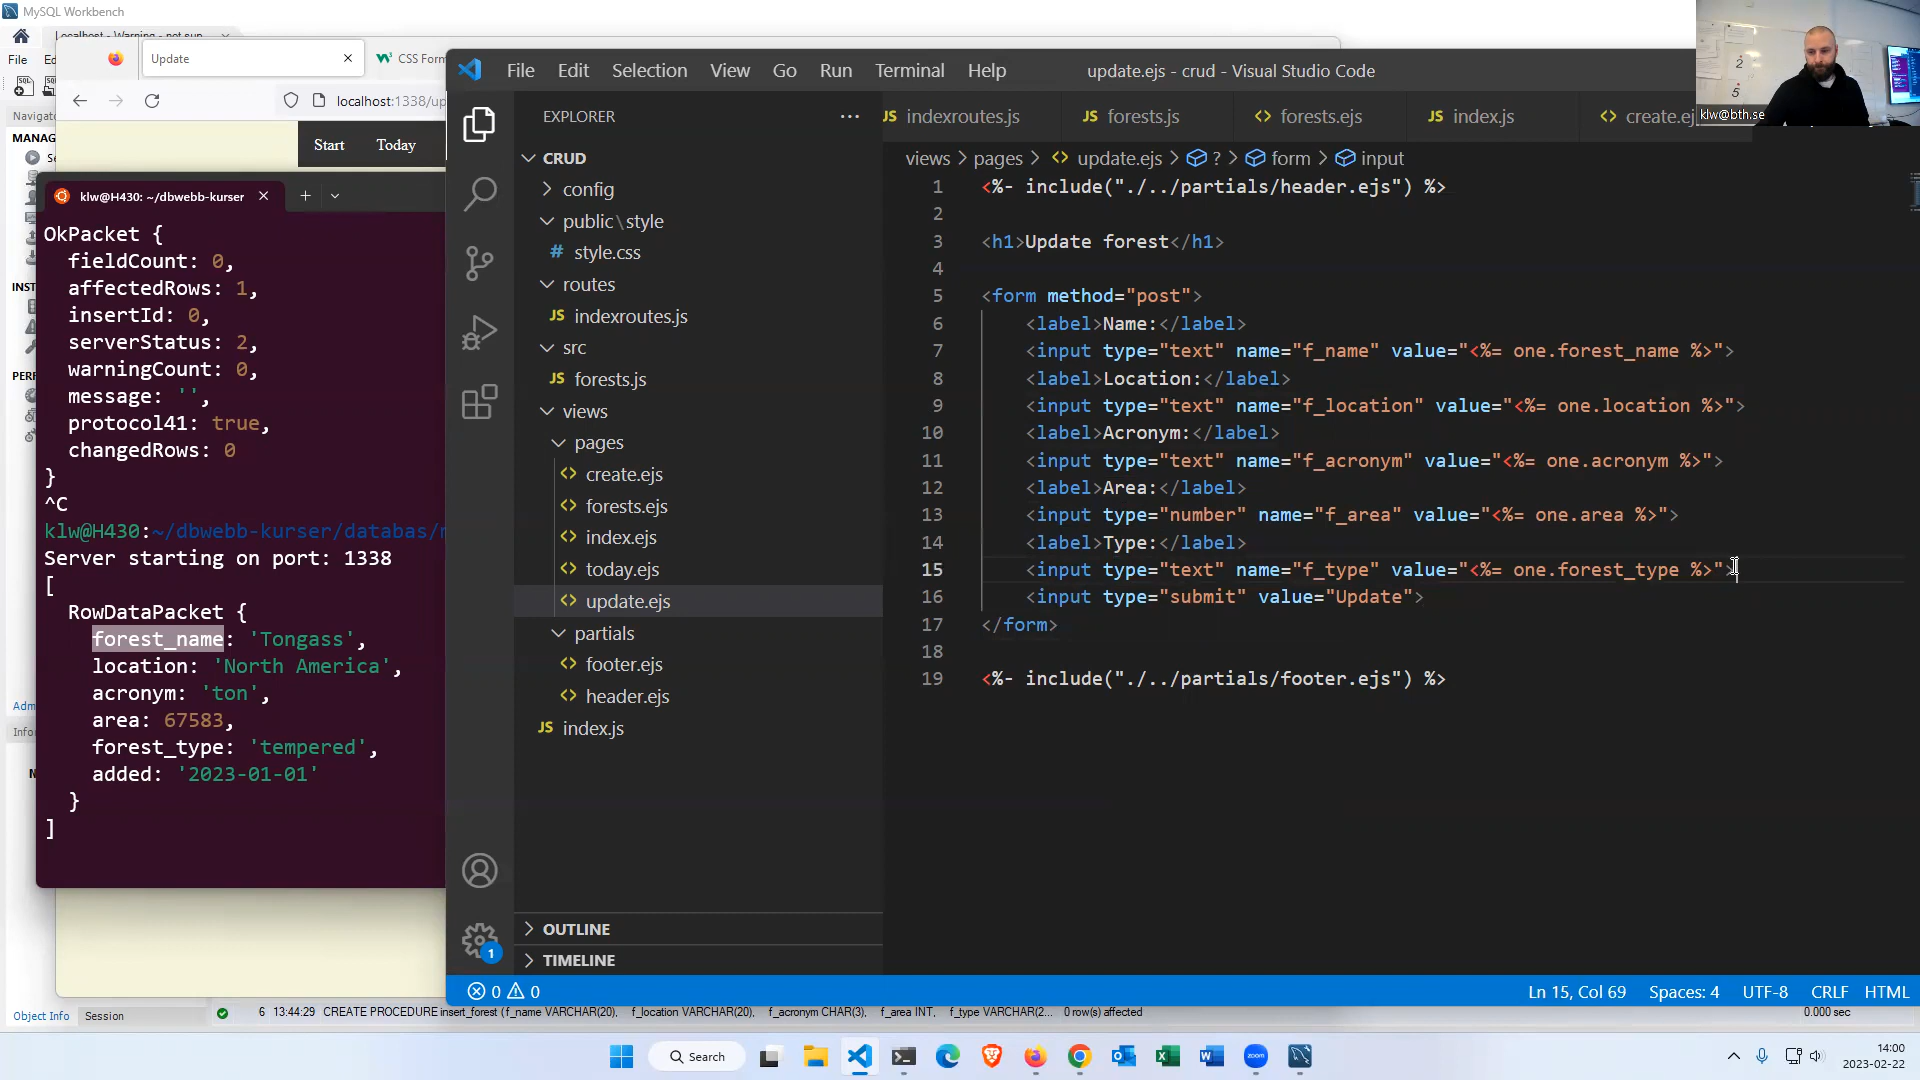 MySQL Workbench
Localhost - Warning - not sup
File
Navigato
MANAG
INST
PERF
Adm
Infor
Object Info
Session
Update
CSS Form
localhost:1338/up
Start
Today
klw@H430: ~/dbwebb-kurser
OkPacket {
fieldCount: 0,
affectedRows: 1,
insertId: 0,
serverStatus: 2,
warningCount: 0,
message: '',
protocol41: true,
changedRows: 0
}
^C
klw@H430:~/dbwebb-kurser/databas/
Server starting on port: 1338
[
RowDataPacket {
forest_name: 'Tongass',
location: 'North America',
acronym: 'ton',
area: 67583,
forest_type: 'tempered',
added: '2023-01-01'
}
]
File Edit Selection View Go Run Terminal Help
update.ejs - crud - Visual Studio Code
EXPLORER
CRUD
config
public\style
# style.css
routes
JS indexroutes.js
src
JS forests.js
views
pages
<> create.ejs
<> forests.ejs
<> index.ejs
<> today.ejs
<> update.ejs
partials
<> footer.ejs
<> header.ejs
JS index.js
OUTLINE
TIMELINE
1
JS indexroutes.js
JS forests.js
<> forests.ejs
JS index.js
<> create.ej
views > pages > <> update.ejs > ? > form > input
1 <%- include("./../partials/header.ejs") %>
2
3 <h1>Update forest</h1>
4
5 <form method="post">
6 <label>Name:</label>
7 <input type="text" name="f_name" value="<%= one.forest_name %>">
8 <label>Location:</label>
9 <input type="text" name="f_location" value="<%= one.location %>">
10 <label>Acronym:</label>
11 <input type="text" name="f_acronym" value="<%= one.acronym %>">
12 <label>Area:</label>
13 <input type="number" name="f_area" value="<%= one.area %>">
14 <label>Type:</label>
15 <input type="text" name="f_type" value="<%= one.forest_type %>">
16 <input type="submit" value="Update">
17 </form>
18
19 <%- include("./../partials/footer.ejs") %>
2
5
klw@bth.se
0 0
Ln 15, Col 69
Spaces: 4
UTF-8
CRLF
HTML
6 13:44:29 CREATE PROCEDURE insert_forest ( f_name VARCHAR(20), f_location VARCHAR(20), f_acronym CHAR(3), f_area INT, f_type VARCHAR(2... 0 row(s) affected
0.000 sec
Search
14:00
2023-02-22